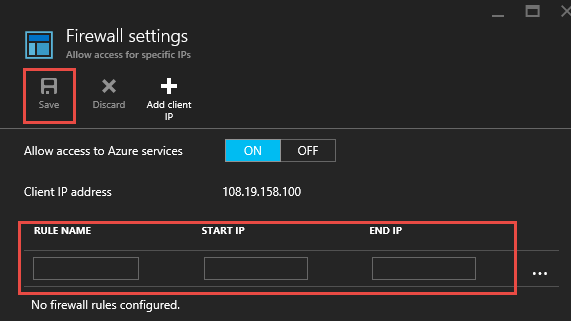 Firewall settings
Allow access for specific IPs
Save
Discard
Add client
IP
Allow access to Azure services
ON
OFF
Client IP address
108.19.158.100
RULE NAME
START IP
END IP
...
No firewall rules configured.